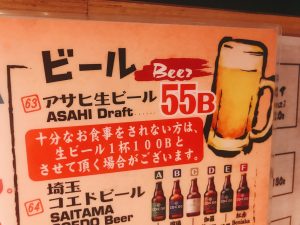 ビール Beer
63 アサヒ生ビール 55B
ASAHI Draft
十分なお食事をされない方は、
生ビール1杯100Bと
させて頂く場合がございます。
埼玉
64 コエドビール
SAITAMA
COEDO Beer
A B C D E F